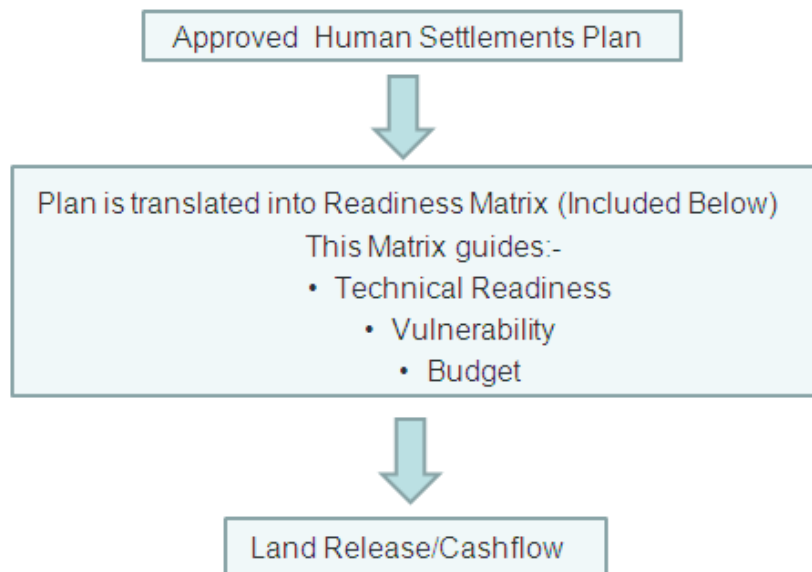 Approved Human Settlements Plan
Plan is translated into Readiness Matrix (Included Below)
This Matrix guides:-
• Technical Readiness
• Vulnerability
• Budget
Land Release/Cashflow